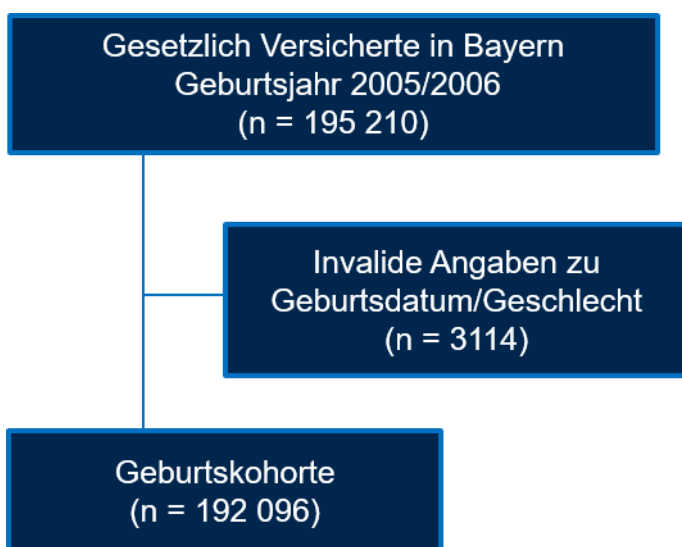 Gesetzlich Versicherte in Bayern
Geburtsjahr 2005/2006
(n = 195 210)
Invalide Angaben zu
Geburtsdatum/Geschlecht
(n = 3114)
Geburtskohorte
(n = 192 096)